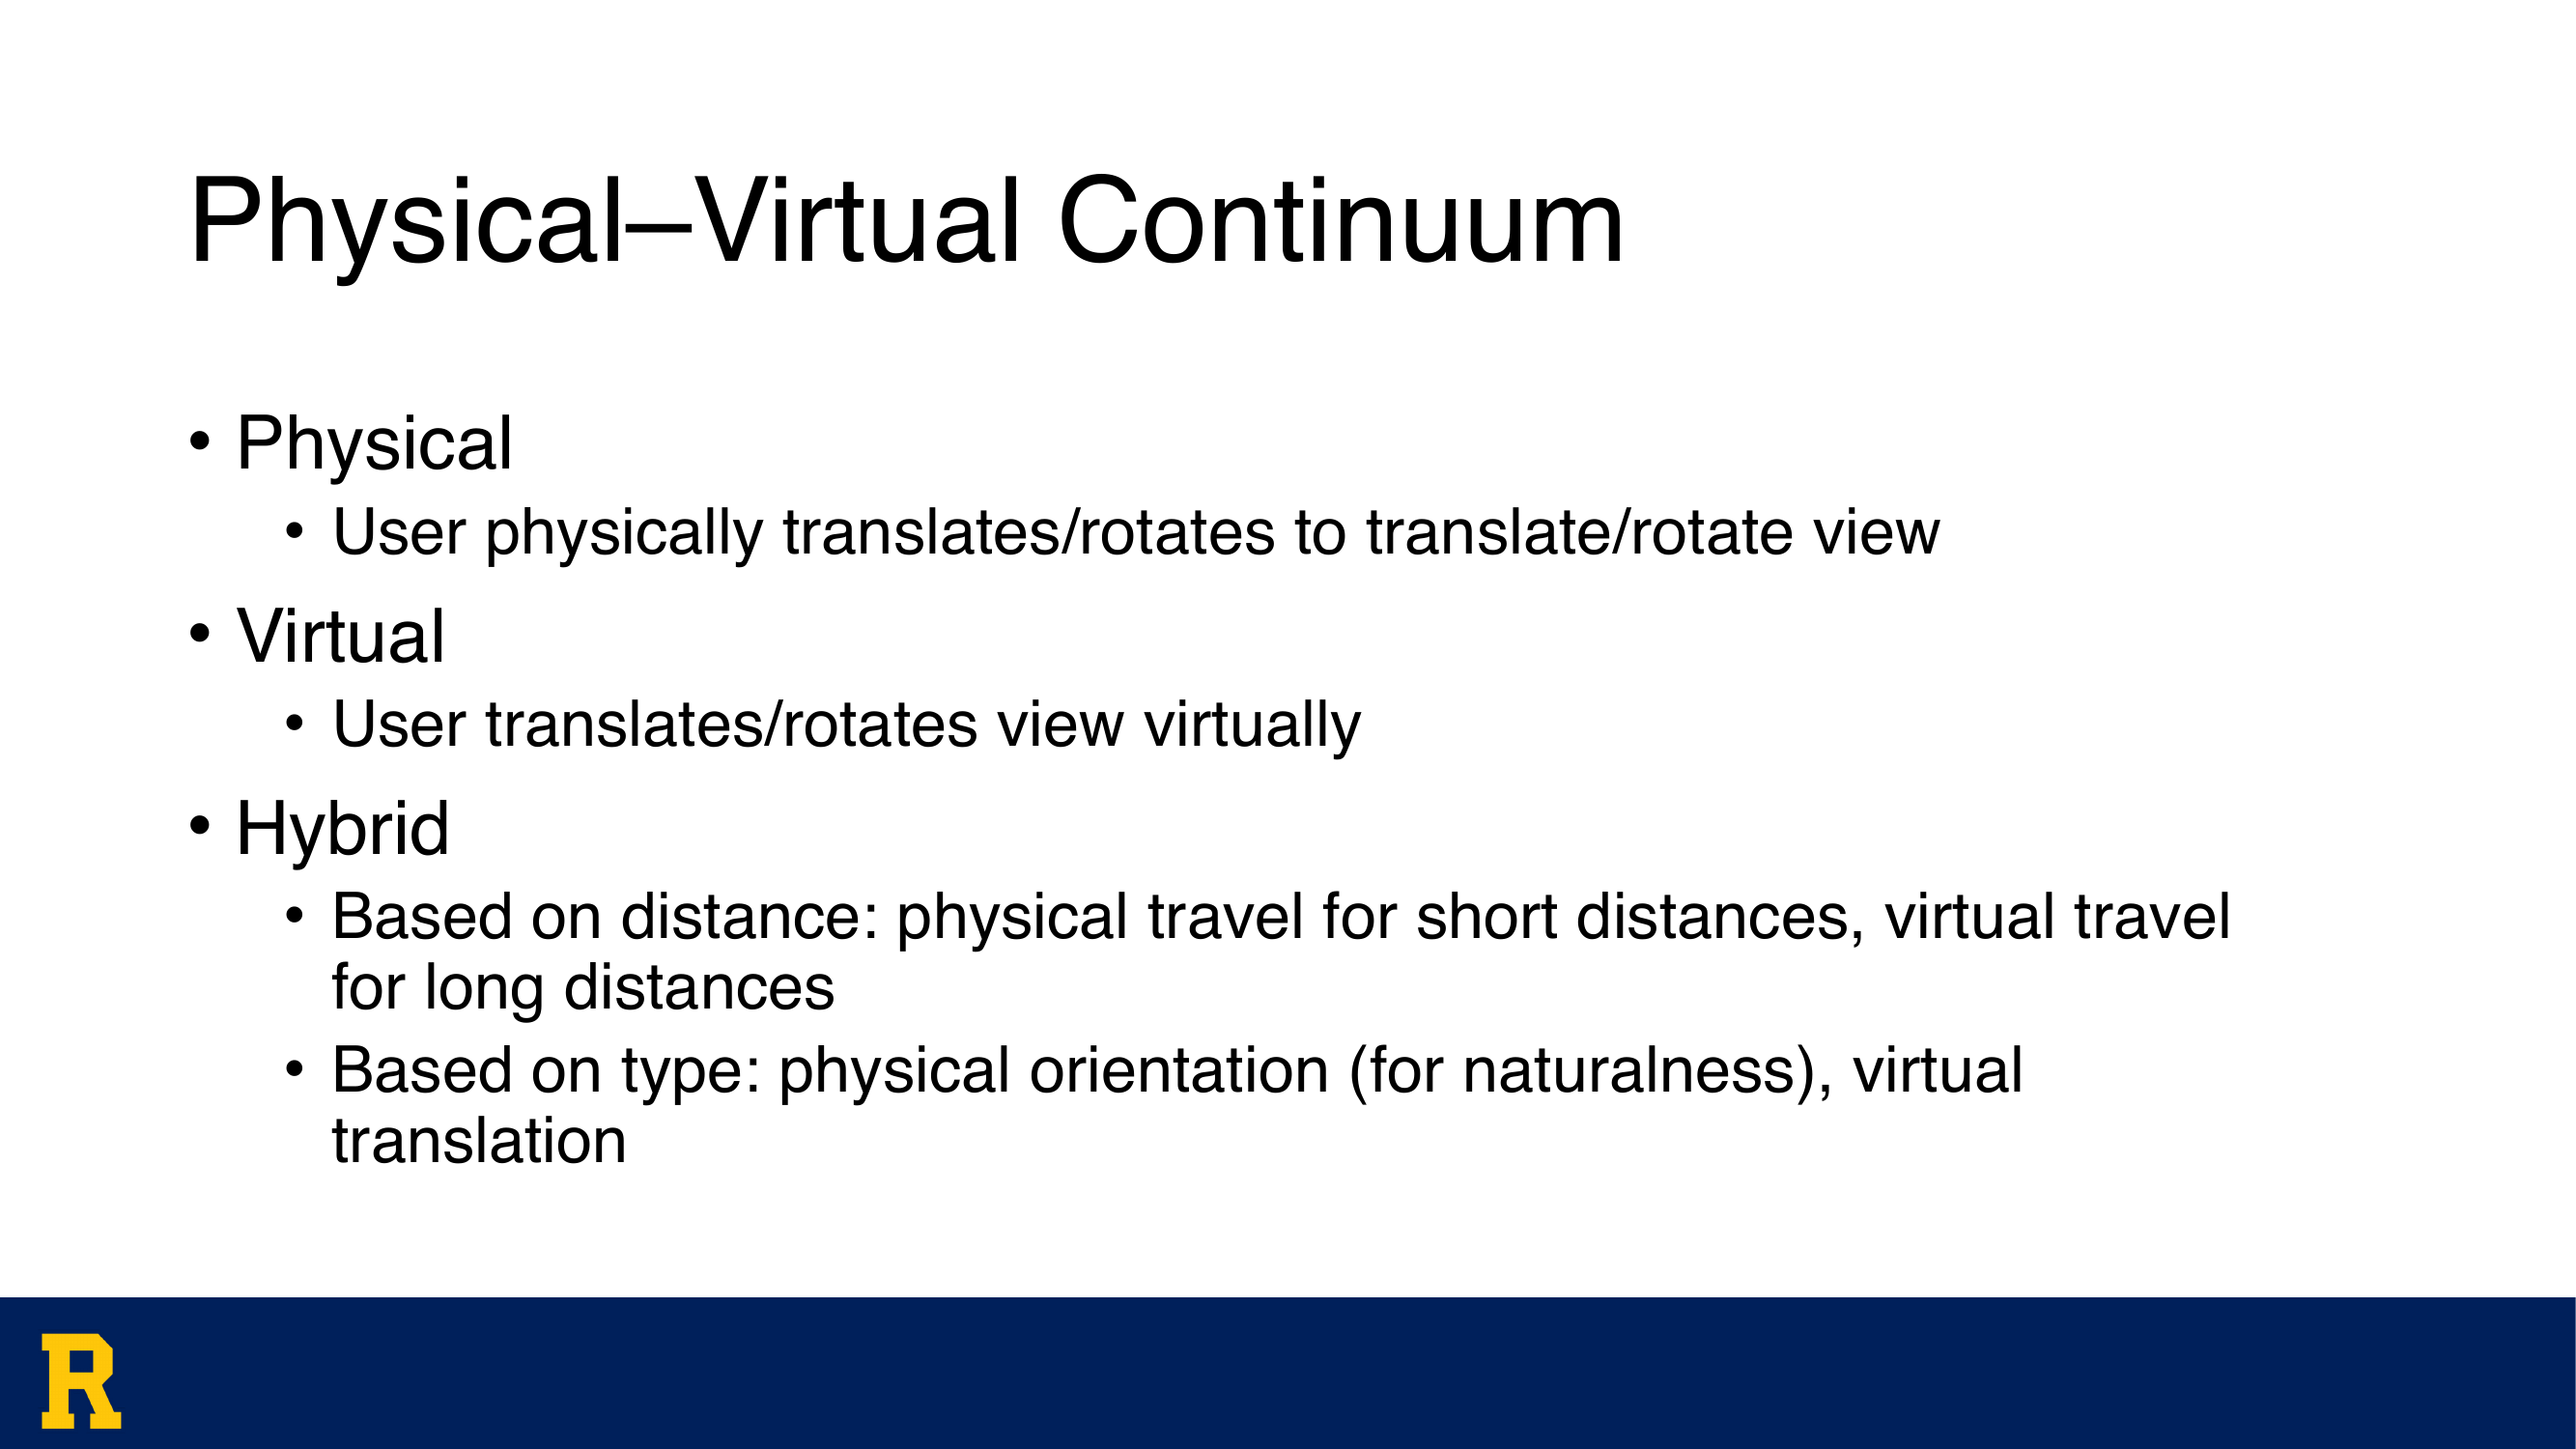 Physical–Virtual Continuum
• Physical
• User physically translates/rotates to translate/rotate view
• Virtual
• User translates/rotates view virtually
• Hybrid
• Based on distance: physical travel for short distances, virtual travel
for long distances
• Based on type: physical orientation (for naturalness), virtual
translation
R